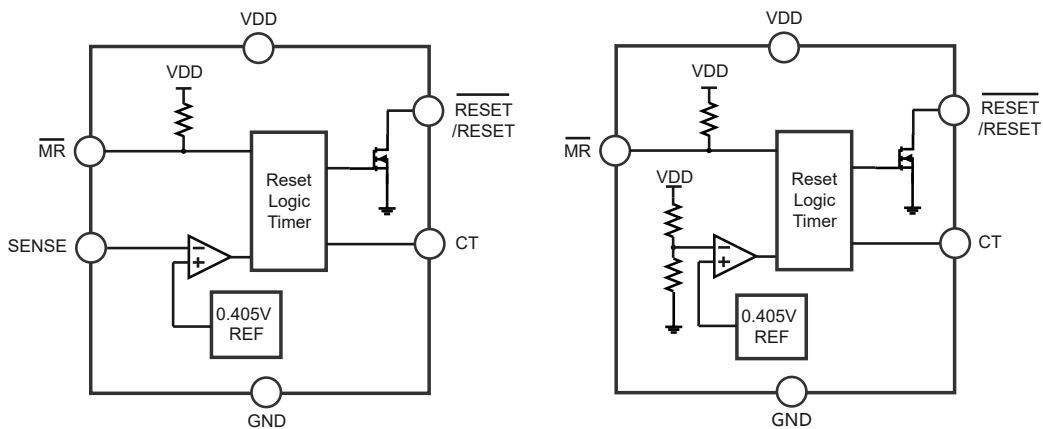 VDD
VDD
RESET
/RESET
MR
Reset
Logic
Timer
SENSE
CT
0.405V
REF
GND
VDD
VDD
RESET
/RESET
MR
VDD
Reset
Logic
Timer
CT
0.405V
REF
GND